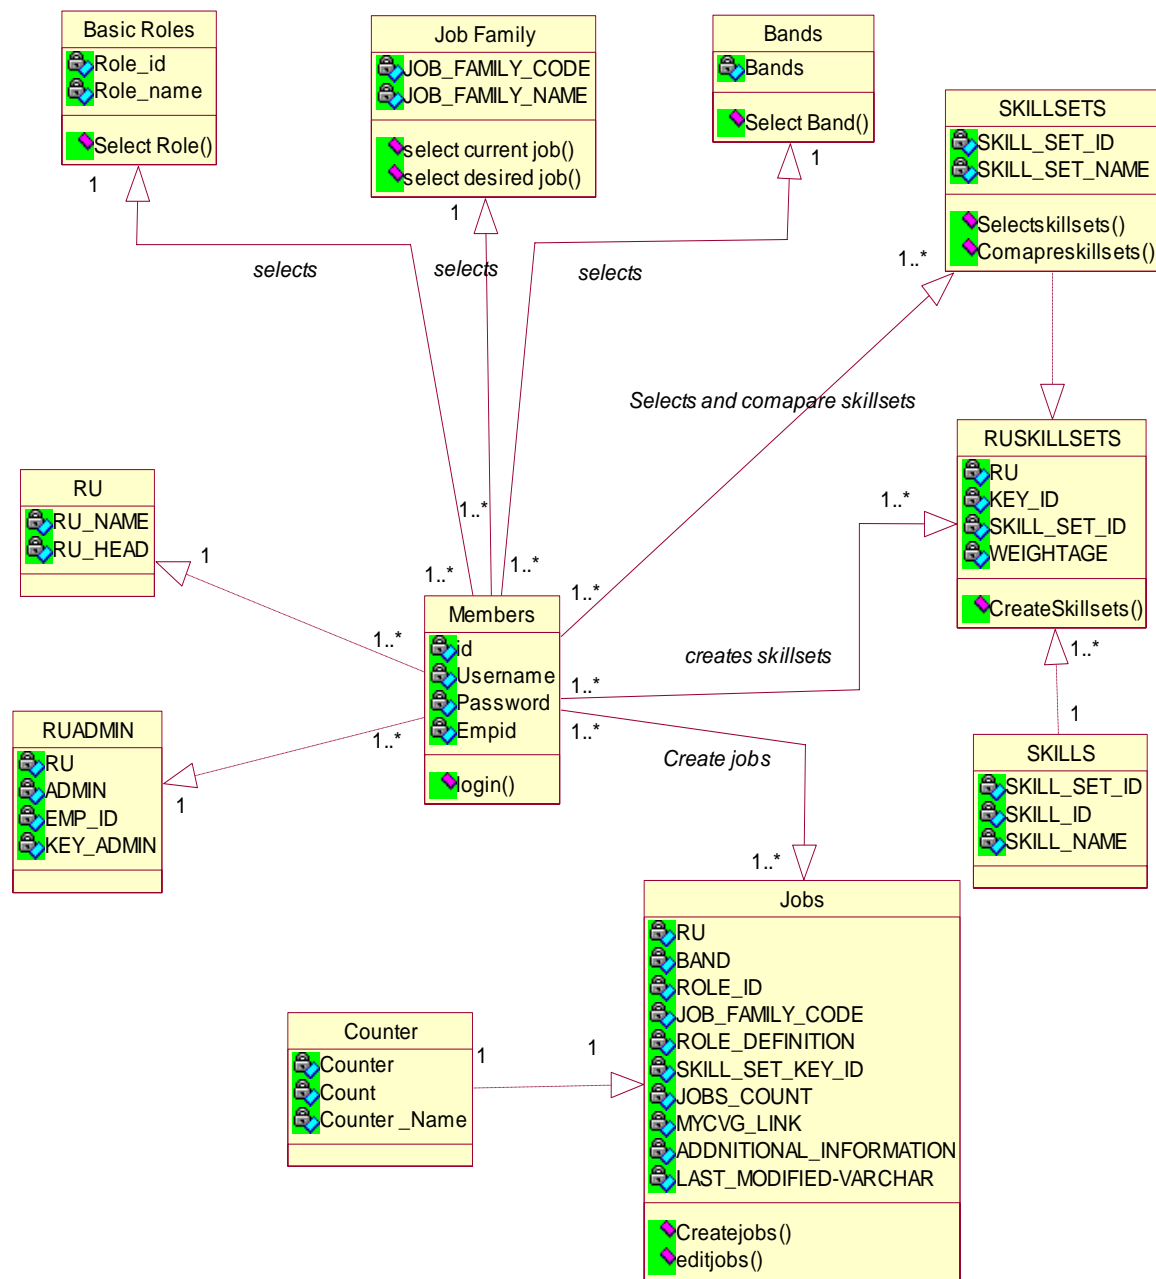 Basic Roles
Role_id
Role_name
Select Role()
1
Job Family
JOB_FAMILY_CODE
JOB_FAMILY_NAME
select current job()
select desired job()
1
Bands
Bands
Select Band()
1
SKILLSETS
SKILL_SET_ID
SKILL_SET_NAME
Selectskillsets()
Comapreskillsets()
1..*
selects
selects
selects
Selects and comapare skillsets
RUSKILLSETS
RU
KEY_ID
SKILL_SET_ID
WEIGHTAGE
CreateSkillsets()
1..*
1..*
RU
RU_NAME
RU_HEAD
1
1..*
1..*
1..*
1..*
1..*
Members
id
Username
Password
Empid
login()
1..*
creates skillsets
1..*
1..*
1..*
Create jobs
1..*
RUADMIN
RU
ADMIN
EMP_ID
KEY_ADMIN
1
1
SKILLS
SKILL_SET_ID
SKILL_ID
SKILL_NAME
Jobs
RU
BAND
ROLE_ID
JOB_FAMILY_CODE
ROLE_DEFINITION
SKILL_SET_KEY_ID
JOBS_COUNT
MYCVG_LINK
ADDNITIONAL_INFORMATION
LAST_MODIFIED-VARCHAR
Createjobs()
editjobs()
Counter
Counter
Count
Counter _Name
1
1